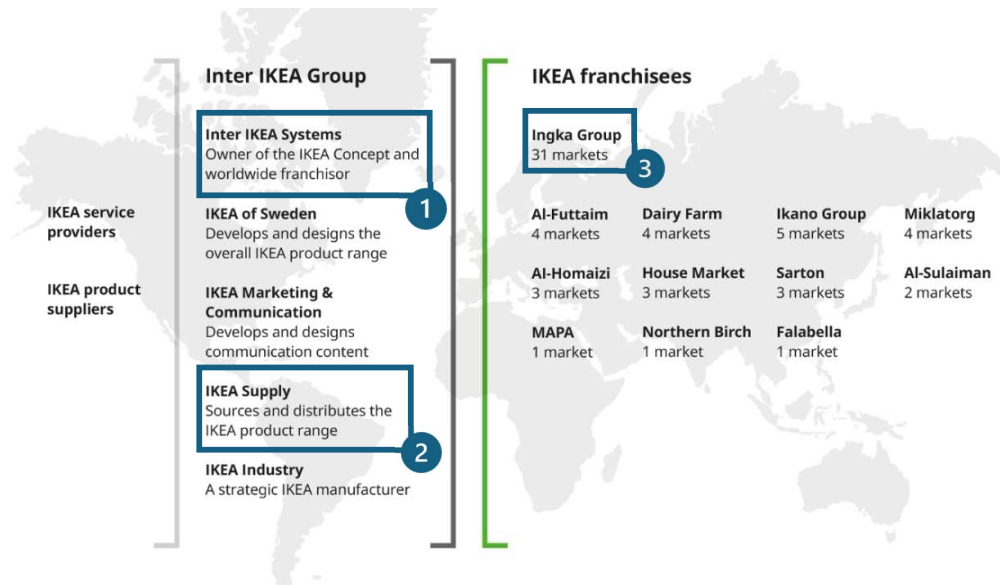 IKEA service
providers
IKEA product
suppliers
Inter IKEA Group
Inter IKEA Systems
Owner of the IKEA Concept and
worldwide franchisor
1
IKEA of Sweden
Develops and designs the
overall IKEA product range
IKEA Marketing &
Communication
Develops and designs
communication content
IKEA Supply
Sources and distributes the
IKEA product range
2
IKEA Industry
A strategic IKEA manufacturer
IKEA franchisees
Ingka Group
31 markets
3
Al-Futtaim
4 markets
Dairy Farm
4 markets
Ikano Group
5 markets
Miklatorg
4 markets
Al-Homaizi
3 markets
House Market
3 markets
Sarton
3 markets
Al-Sulaiman
2 markets
MAPA
1 market
Northern Birch
1 market
Falabella
1 market